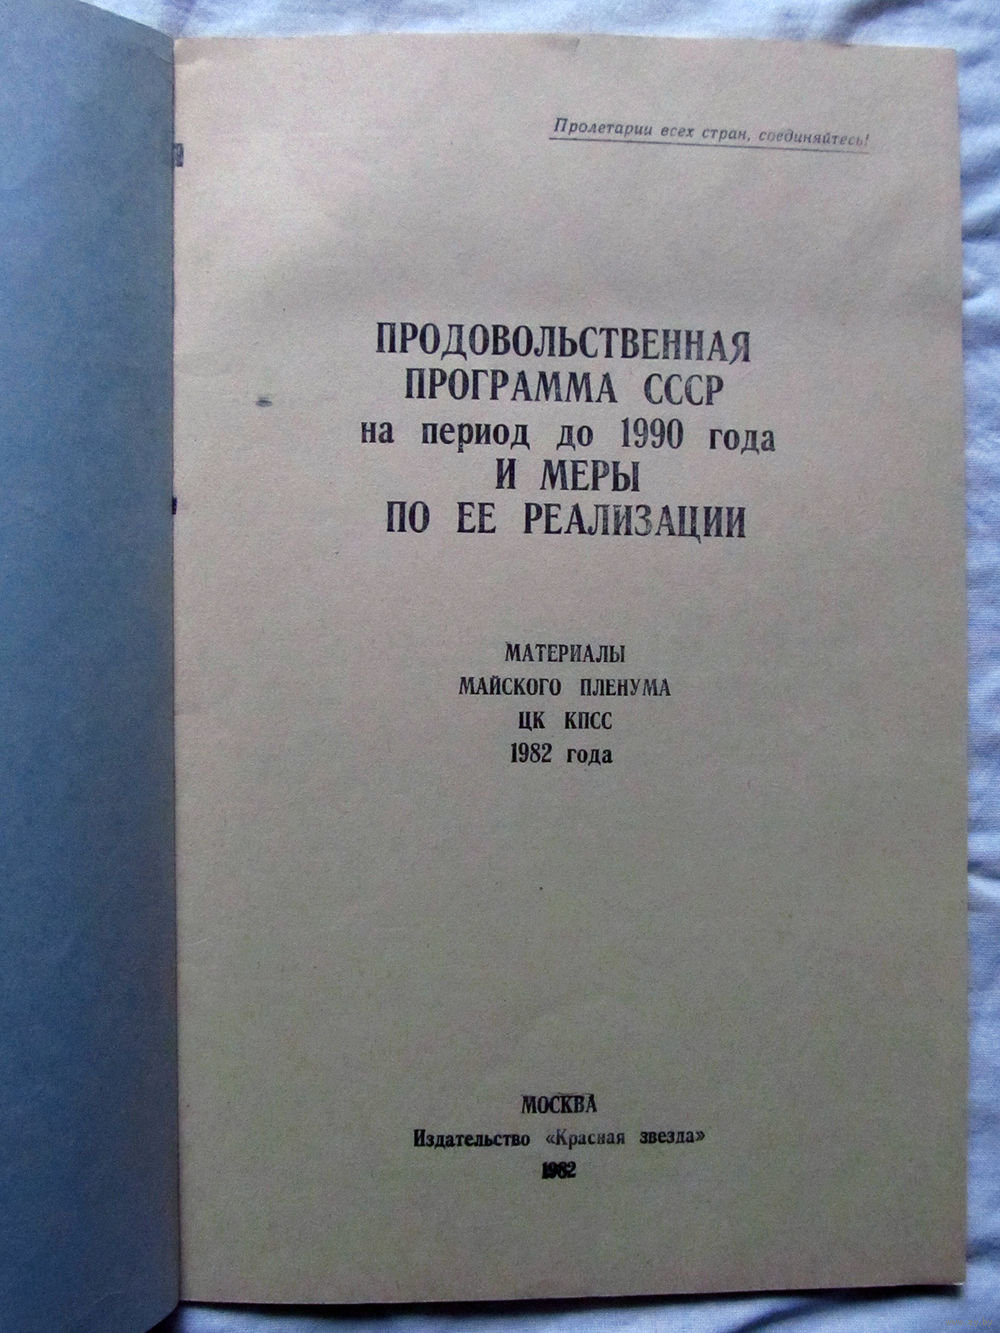 Пролетарии всех стран, соединяйтесь!
ПРОДОВОЛЬСТВЕННАЯ
ПРОГРАММА СССР
на период до 1990 года
И МЕРЫ
ПО ЕЕ РЕАЛИЗАЦИИ
МАТЕРИАЛЫ
МАЙСКОГО ПЛЕНУМА
ЦК КПСС
1982 года
МОСКВА
Издательство «Красная звезда»
1982